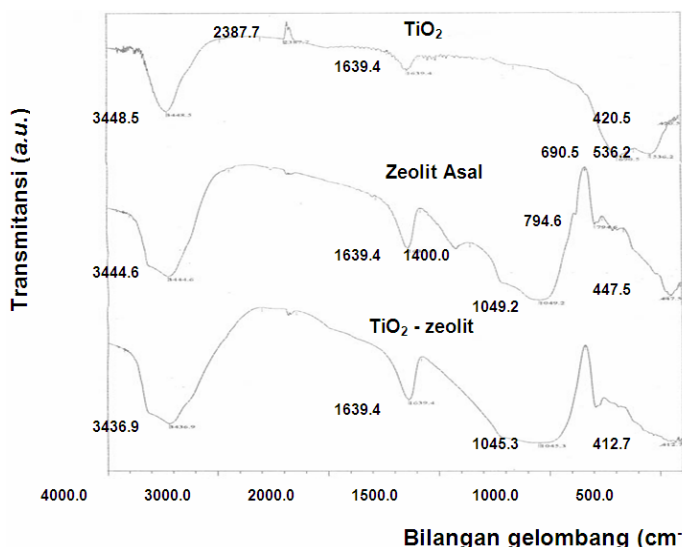 TiO2
2387.7
1639.4
3448.5
420.5
690.5 536.2
Zeolit Asal
794.6
3444.6
1639.4 1400.0
1049.2
447.5
TiO2 - zeolit
3436.9
1639.4
1045.3
412.7
Transmitansi (a.u.)
4000.0 3000.0 2000.0 1500.0 1000.0 500.0
Bilangan gelombang (cm-